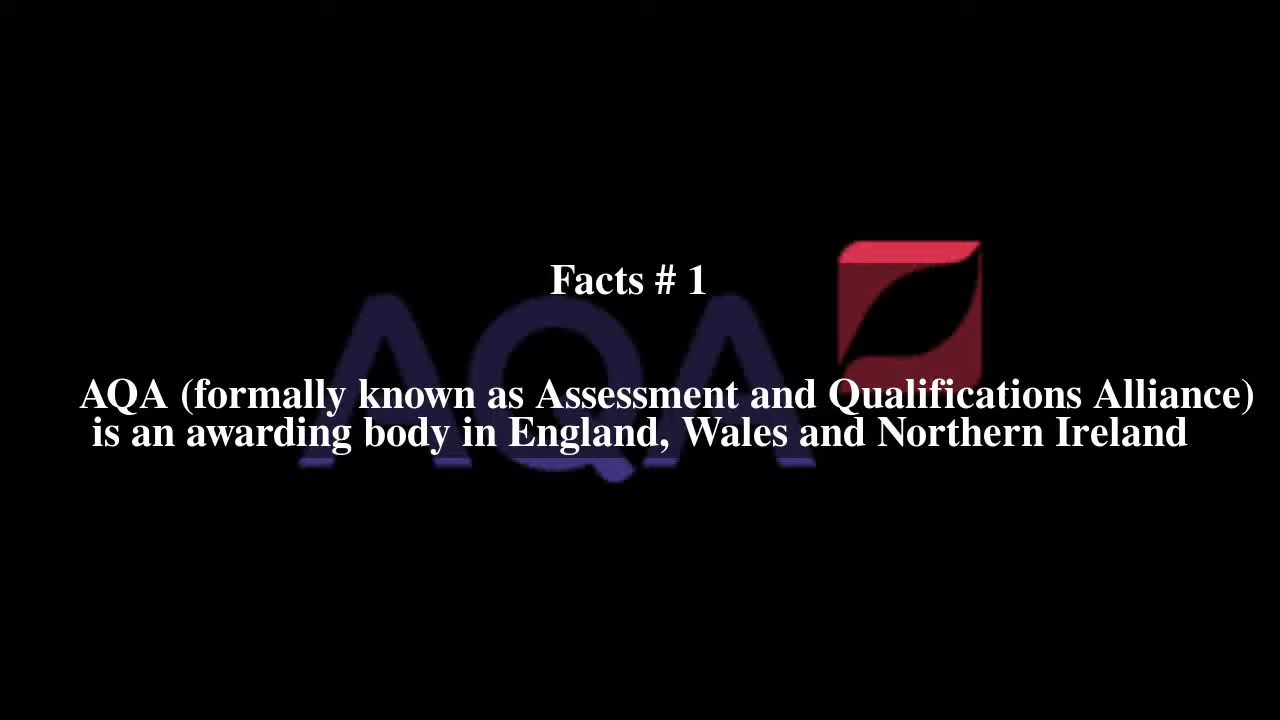 Facts # 1
AQA
AQA (formally known as Assessment and Qualifications Alliance)
is an awarding body in England, Wales and Northern Ireland